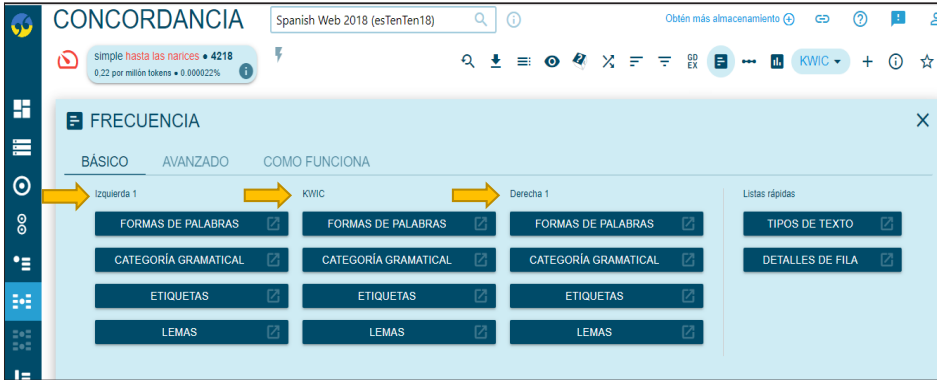 CONCORDANCIA
Spanish Web 2018 (esTenTen18)
Obtén más almacenamiento
simple hasta las narices • 4218
0,22 por millón tokens • 0.000022%
GD
EX
KWIC
FRECUENCIA
BÁSICO AVANZADO COMO FUNCIONA
Izquierda 1 KWIC Derecha 1 Listas rápidas
FORMAS DE PALABRAS FORMAS DE PALABRAS FORMAS DE PALABRAS TIPOS DE TEXTO
CATEGORÍA GRAMATICAL CATEGORÍA GRAMATICAL CATEGORÍA GRAMATICAL DETALLES DE FILA
ETIQUETAS ETIQUETAS ETIQUETAS
LEMAS LEMAS LEMAS